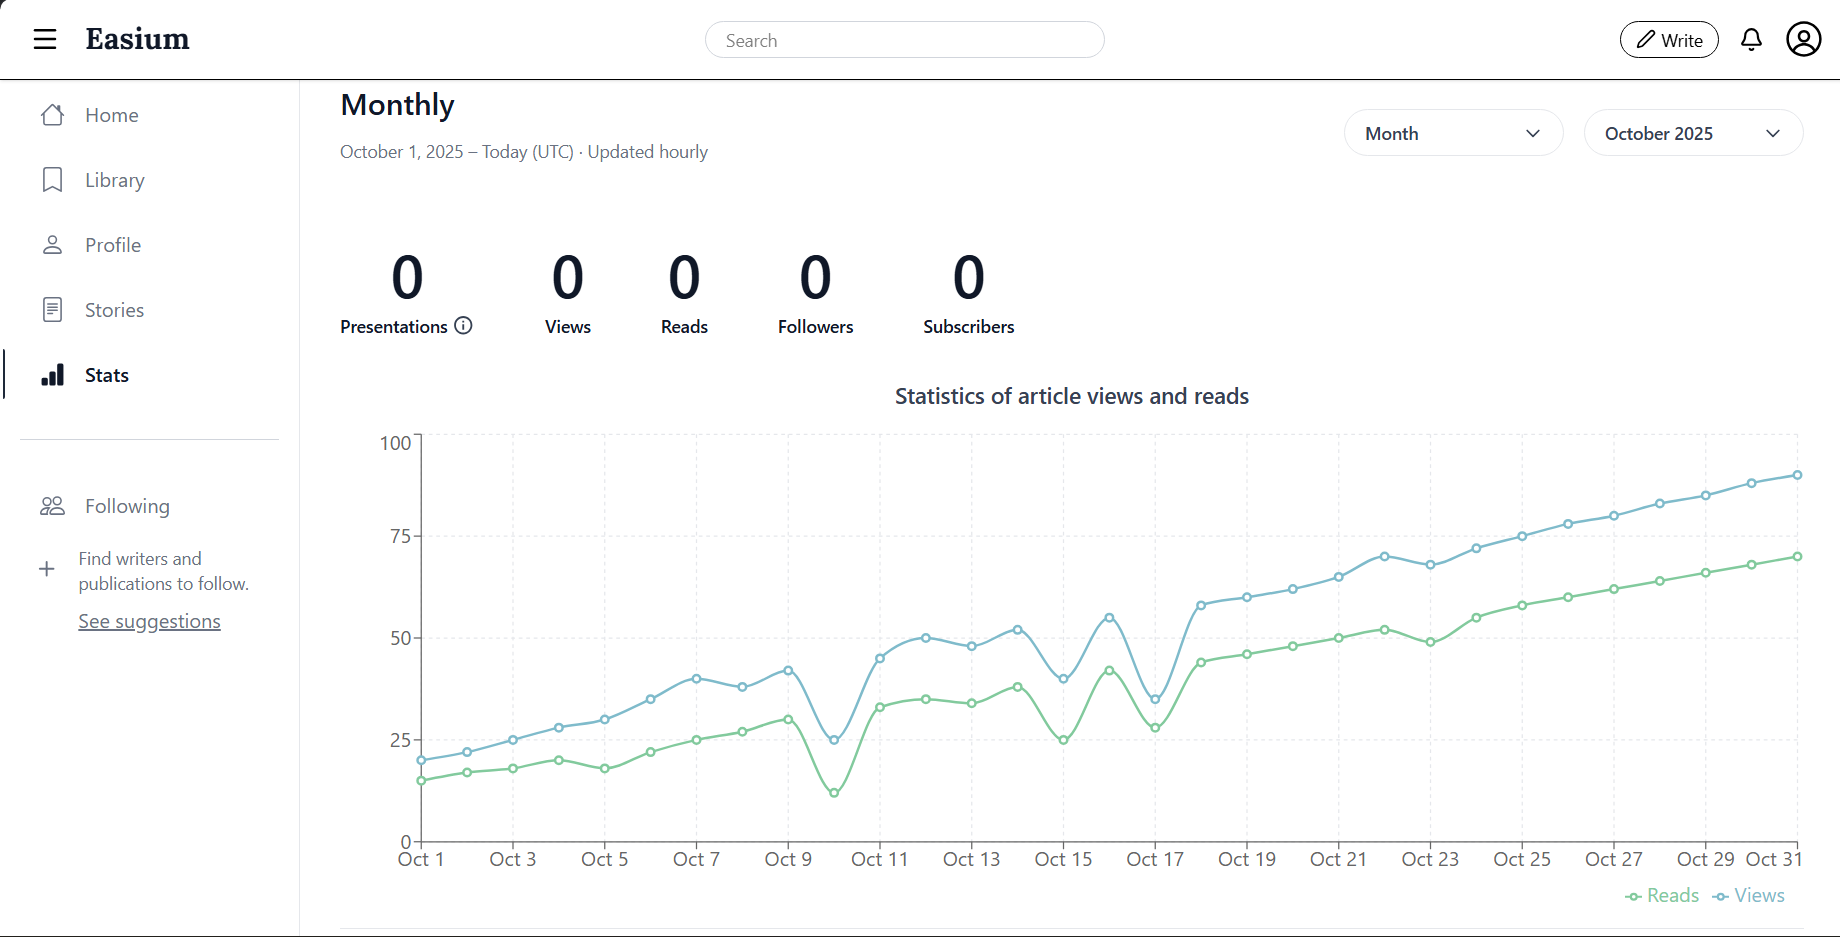 Easium
Search
Write
Home
Library
Profile
Stories
Stats
Following
Find writers and
publications to follow.
See suggestions
Monthly
October 1, 2025 – Today (UTC) · Updated hourly
Month
October 2025
0
Presentations
0
Views
0
Reads
0
Followers
0
Subscribers
Statistics of article views and reads
100
75
50
25
0
Oct 1 Oct 3 Oct 5 Oct 7 Oct 9 Oct 11 Oct 13 Oct 15 Oct 17 Oct 19 Oct 21 Oct 23 Oct 25 Oct 27 Oct 29 Oct 31
Reads Views